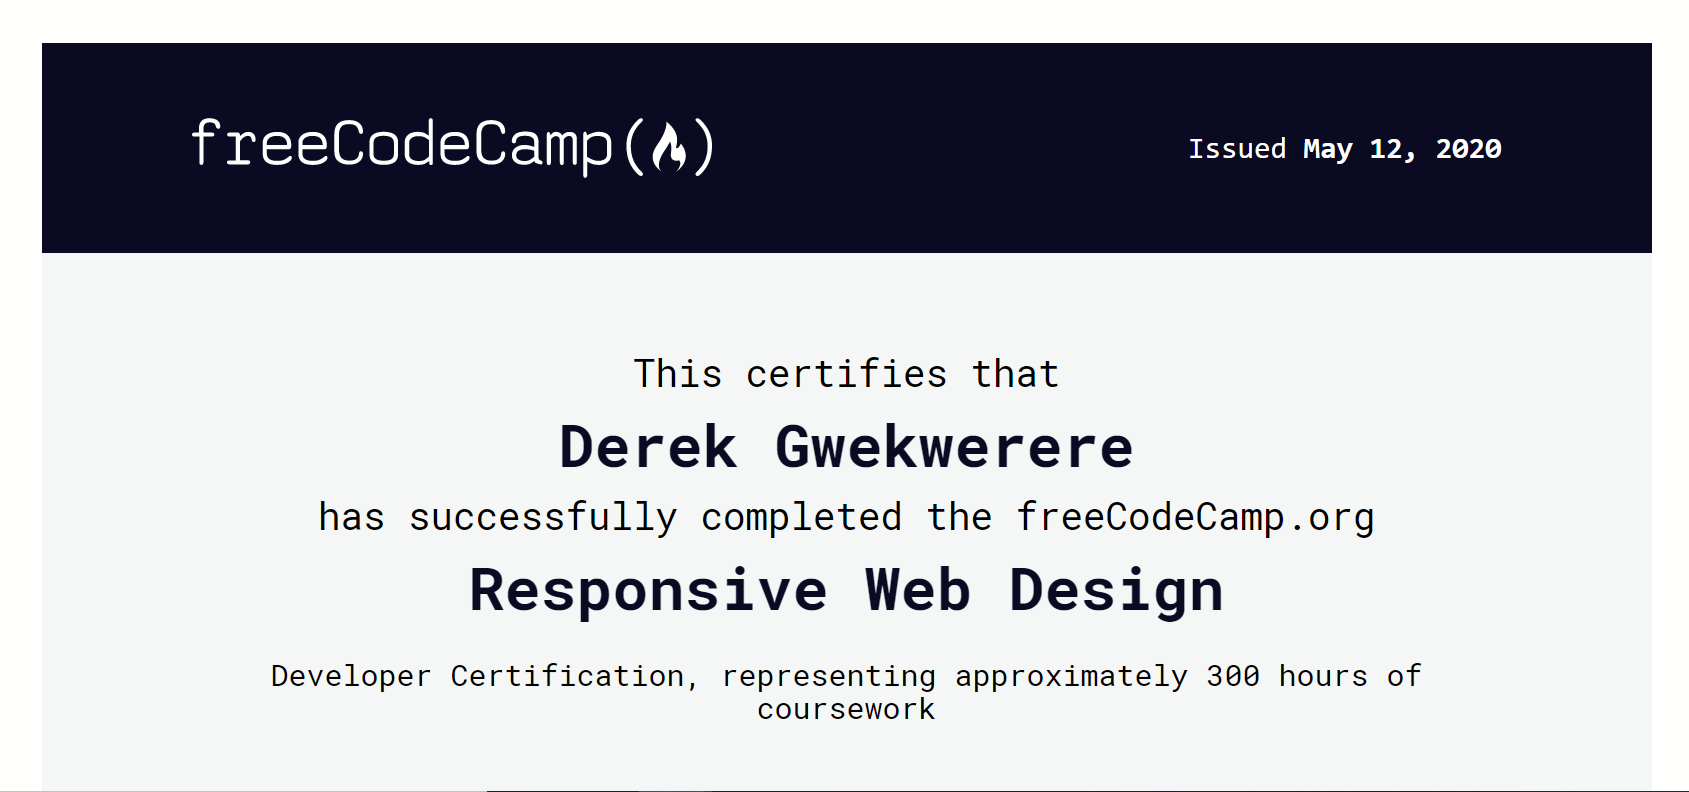 freeCodeCamp(🔥)
Issued May 12, 2020
This certifies that
Derek Gwekwerere
has successfully completed the freeCodeCamp.org
Responsive Web Design
Developer Certification, representing approximately 300 hours of
coursework